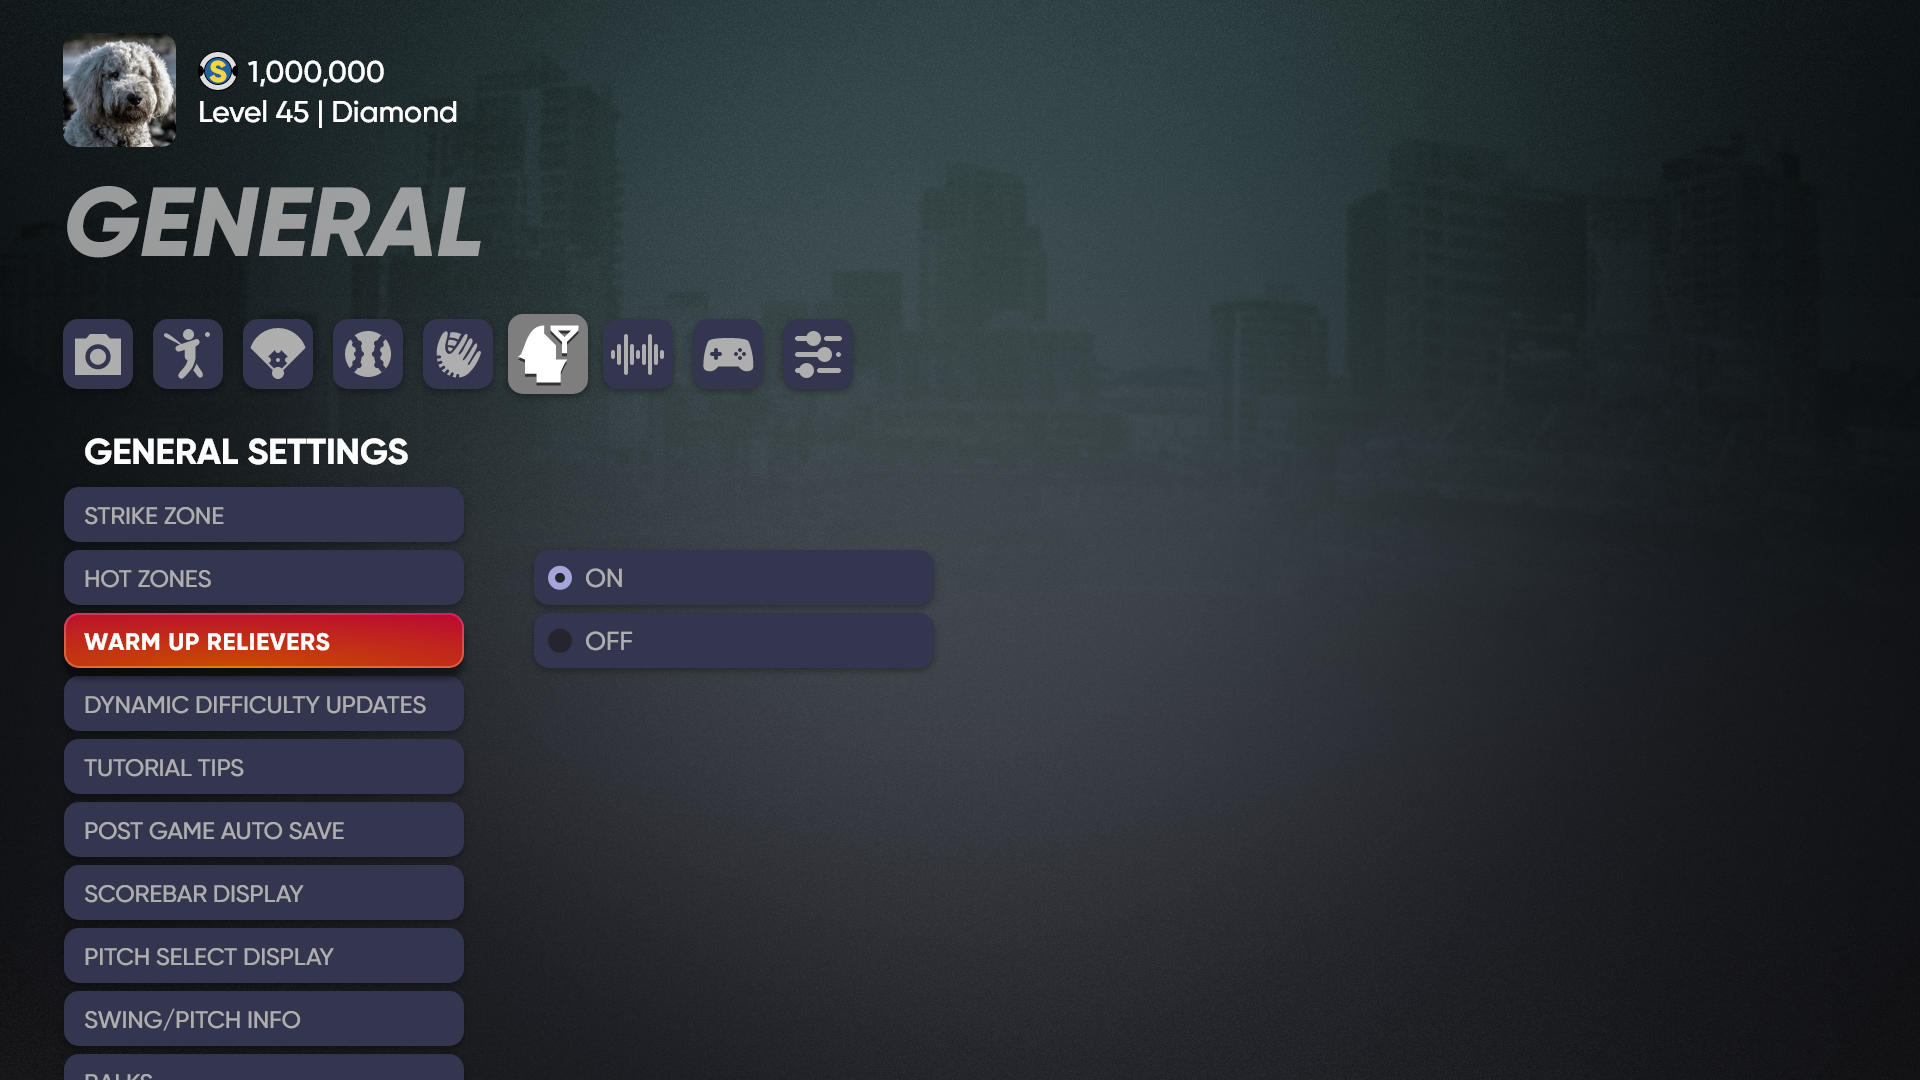 S 1,000,000
Level 45 | Diamond
GENERAL
GENERAL SETTINGS
STRIKE ZONE
HOT ZONES
ON
WARM UP RELIEVERS
OFF
DYNAMIC DIFFICULTY UPDATES
TUTORIAL TIPS
POST GAME AUTO SAVE
SCOREBAR DISPLAY
PITCH SELECT DISPLAY
SWING/PITCH INFO
BALKS